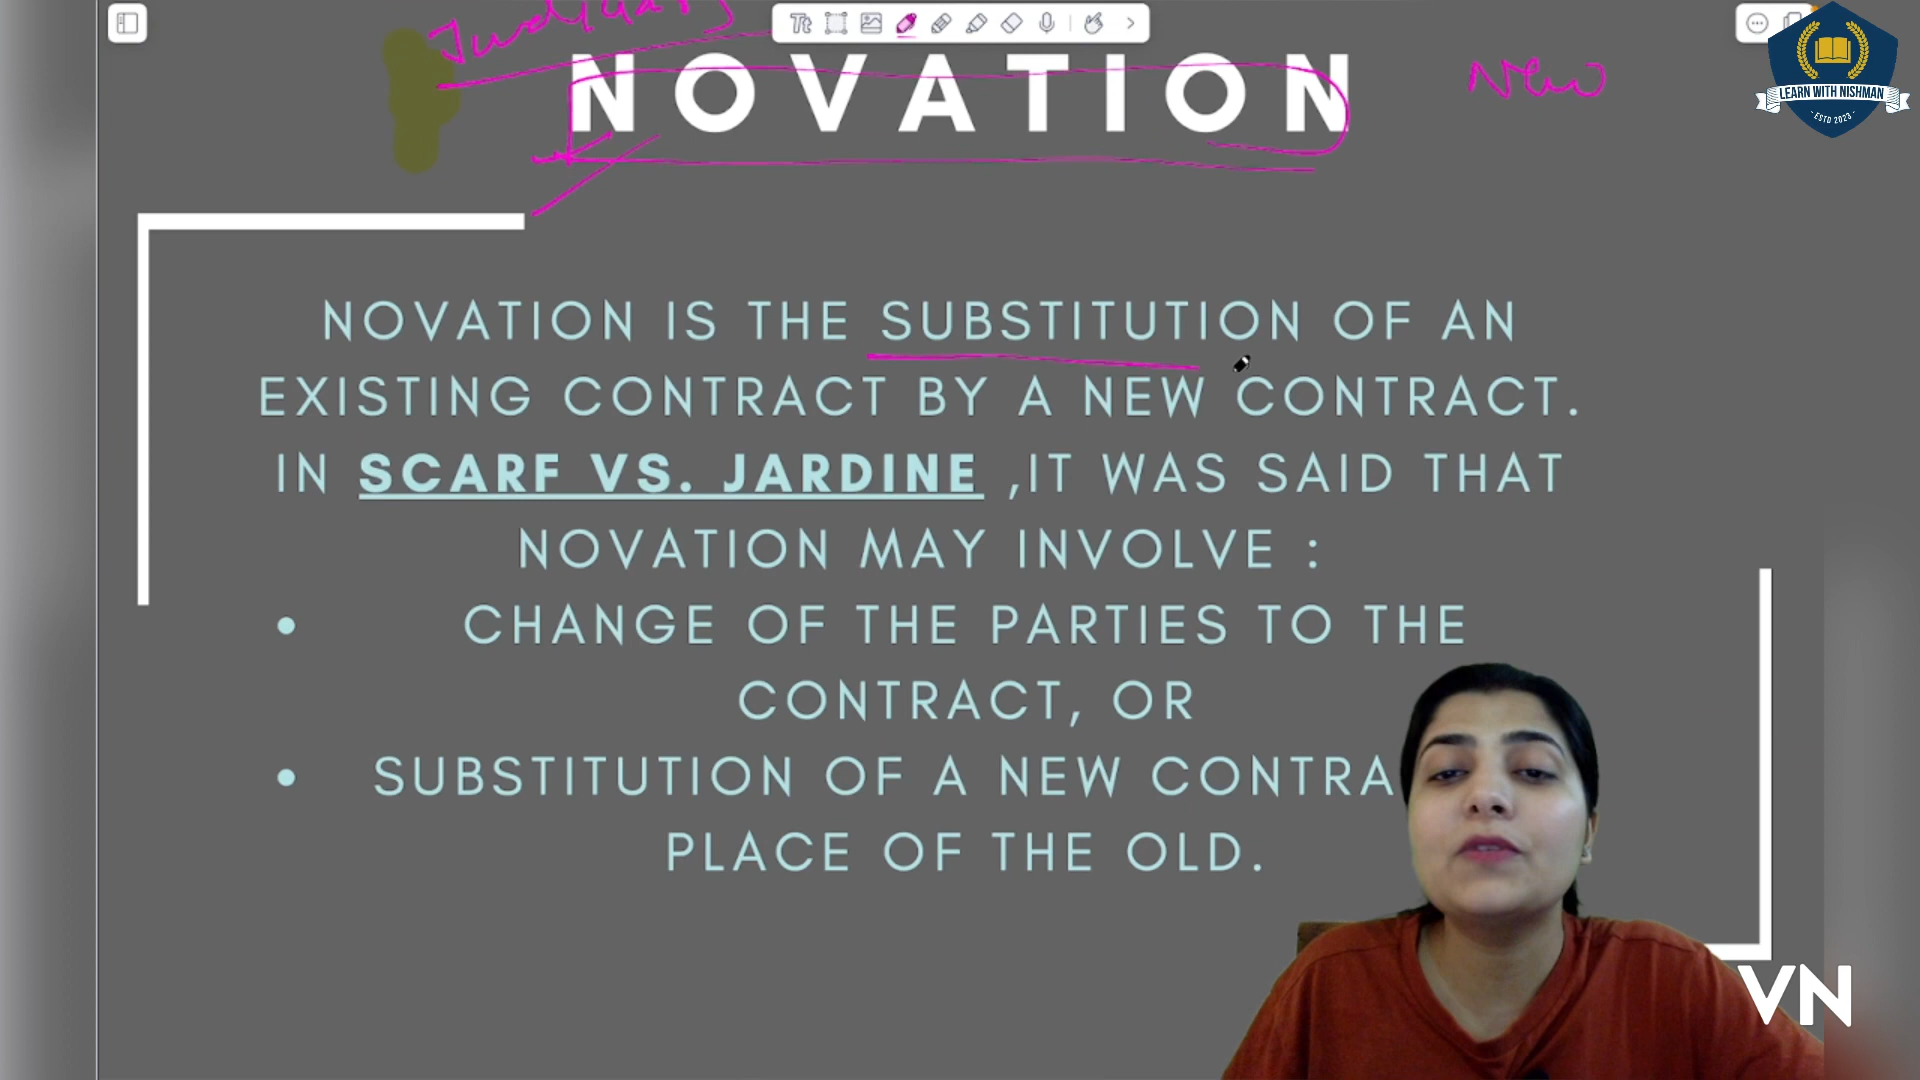 Judiciary
Tt
NOVATION
New
LEARN WITH NISHMAN
- ESTD 2023 -
NOVATION IS THE SUBSTITUTION OF AN
EXISTING CONTRACT BY A NEW CONTRACT.
IN SCARF VS. JARDINE ,IT WAS SAID THAT
NOVATION MAY INVOLVE :
• CHANGE OF THE PARTIES TO THE
CONTRACT, OR
• SUBSTITUTION OF A NEW CONTRA
PLACE OF THE OLD.
VN